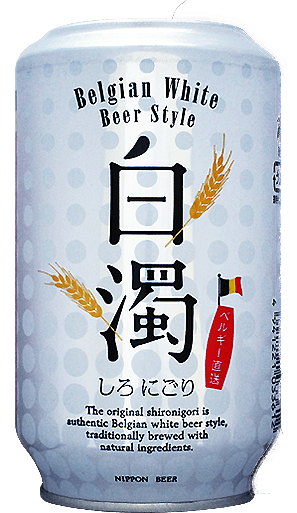 Belgian White
Beer Style
白濁
しろにごり
ベルギー直送
The original shironigori is
authentic Belgian white beer style,
traditionally brewed with
natural ingredients.
NIPPON BEER